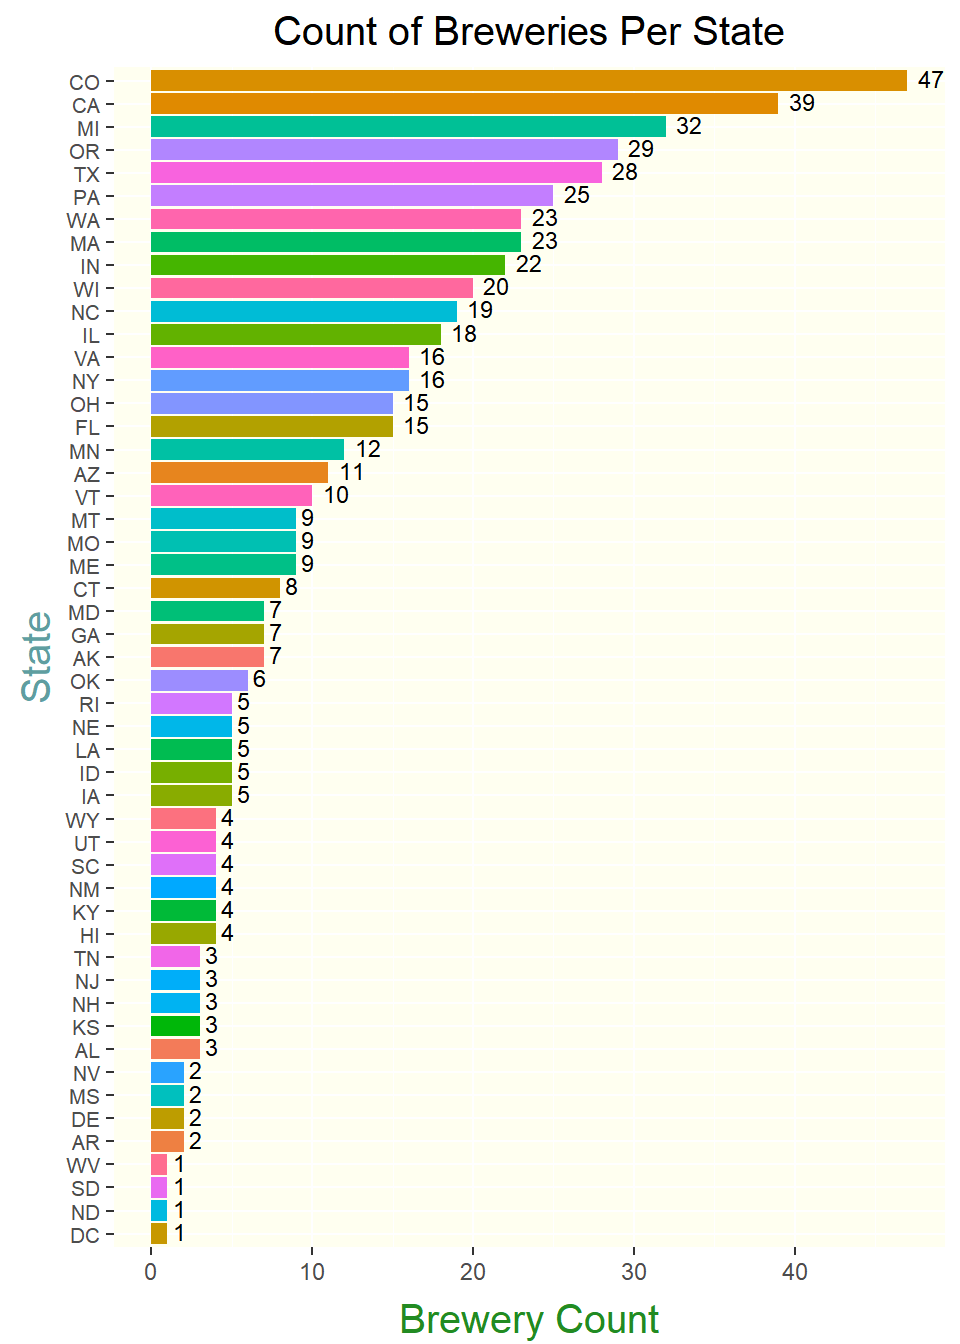 Count of Breweries Per State
CO 47
CA 39
MI 32
OR 29
TX 28
PA 25
WA 23
MA 23
IN 22
WI 20
NC 19
IL 18
VA 16
NY 16
OH 15
FL 15
MN 12
AZ 11
VT 10
MT 9
MO 9
ME 9
CT 8
MD 7
GA 7
AK 7
OK 6
RI 5
NE 5
LA 5
ID 5
IA 5
WY 4
UT 4
SC 4
NM 4
KY 4
HI 4
TN 3
NJ 3
NH 3
KS 3
AL 3
NV 2
MS 2
DE 2
AR 2
WV 1
SD 1
ND 1
DC 1
State
0 10 20 30 40
Brewery Count